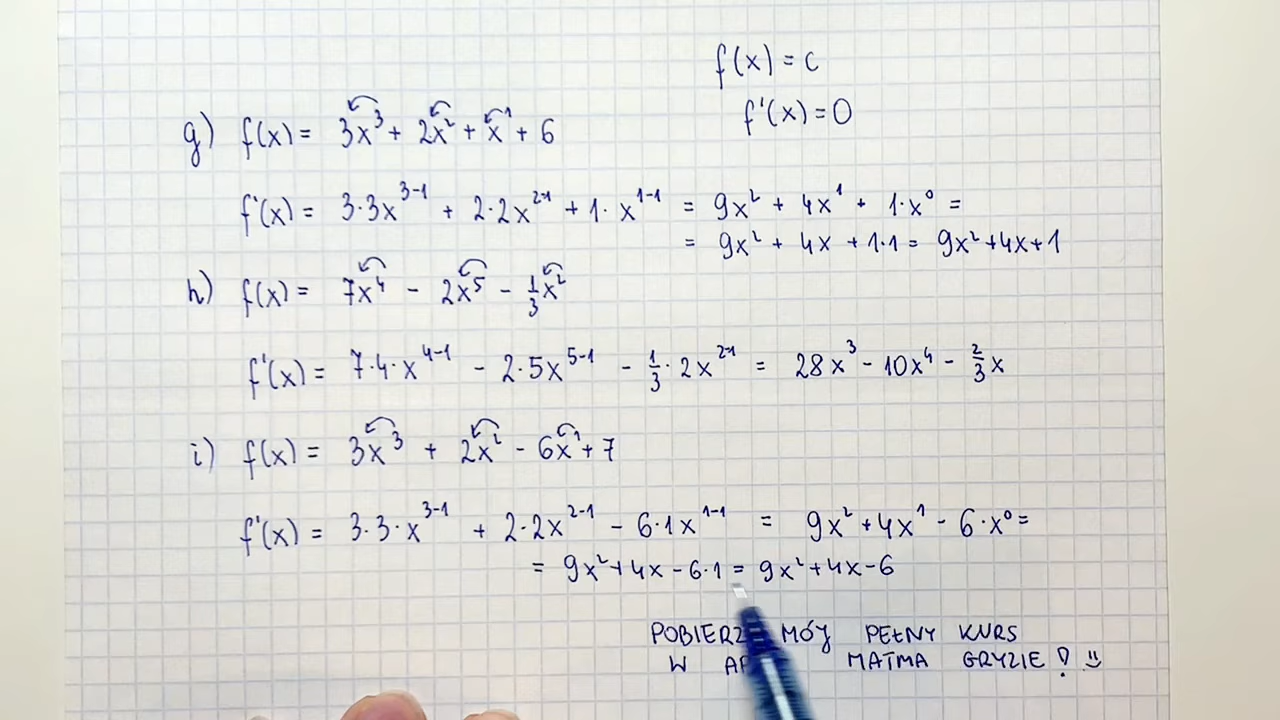 f(x) = c
f'(x) = 0
g) f(x) = 3x³ + 2x² + x¹ + 6
f'(x) = 3·3x³⁻¹ + 2·2x²⁻¹ + 1·x¹⁻¹ = 9x² + 4x¹ + 1·x⁰ =
= 9x² + 4x + 1·1 = 9x² + 4x + 1
h) f(x) = 7x⁴ - 2x⁵ - 1/3x²
f'(x) = 7·4·x⁴⁻¹ - 2·5x⁵⁻¹ - 1/3·2x²⁻¹ = 28x³ - 10x⁴ - 2/3x
i) f(x) = 3x³ + 2x² - 6x¹ + 7
f'(x) = 3·3·x³⁻¹ + 2·2x²⁻¹ - 6·1x¹⁻¹ = 9x² + 4x¹ - 6·x⁰ =
= 9x² + 4x - 6·1 = 9x² + 4x - 6
POBIERZ MÓJ PEŁNY KURS
W MATMA GRYZIE! :)